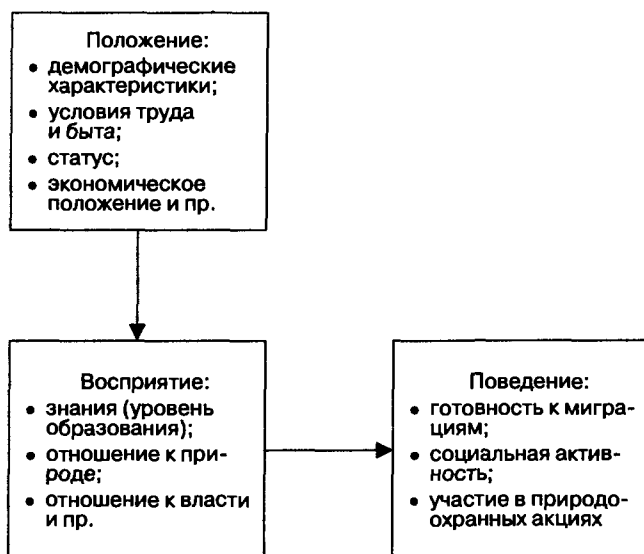 Положение:
• демографические
характеристики;
• условия труда
и быта;
• статус;
• экономическое
положение и пр.
Восприятие:
• знания (уровень
образования);
• отношение к при-
роде;
• отношение к власти
и пр.
Поведение:
• готовность к мигра-
циям;
• социальная актив-
ность;
• участие в природо-
охранных акциях